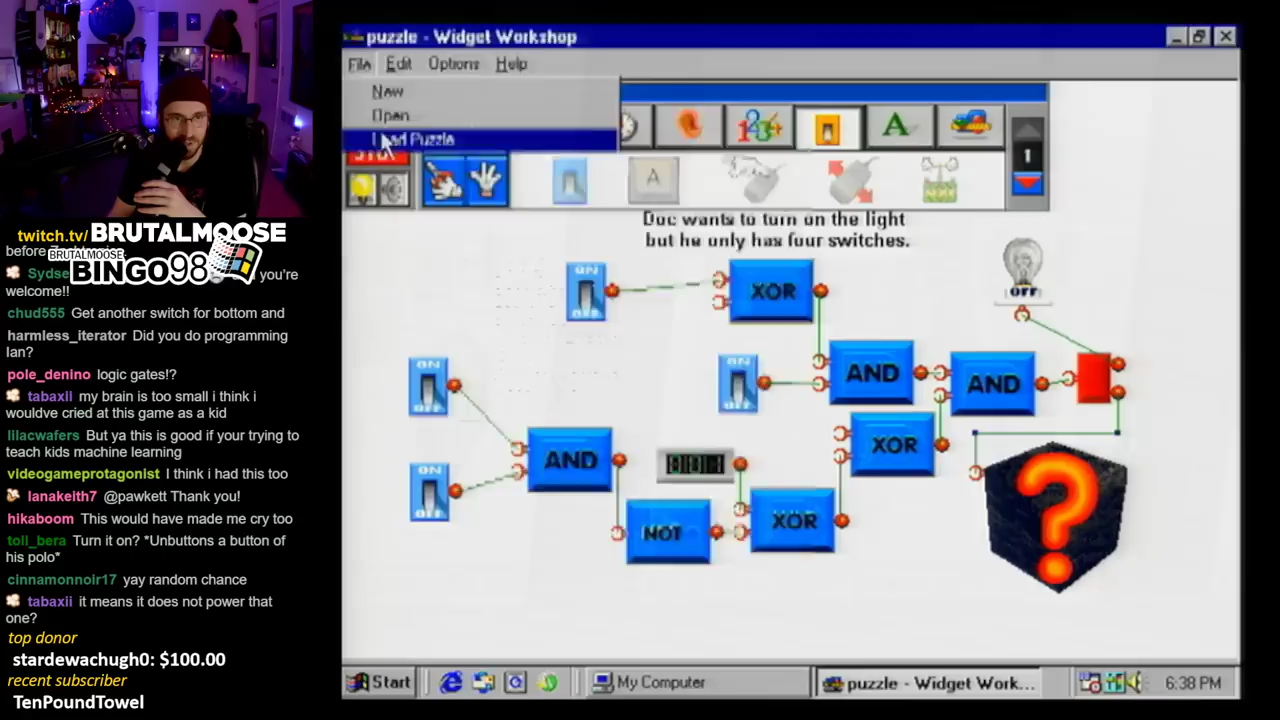 puzzle - Widget Workshop
File Edit Options Help
New
Open
Load Puzzle
STOP
A
A
1
Doc wants to turn on the light
but he only has four switches.
ON
OFF
XOR
OFF
ON
OFF
ON
OFF
AND
AND
XOR
ON
OFF
AND
NOT
XOR
?
Start
My Computer
puzzle - Widget Work...
6:38 PM
twitch.tv/BRUTALMOOSE
BRUTALMOOSE
BINGO98
before
Sydse you're
welcome!!
chud555 Get another switch for bottom and
harmless_iterator Did you do programming
Ian?
pole_denino logic gates!?
tabaxii my brain is too small i think i
wouldve cried at this game as a kid
lilacwafers But ya this is good if your trying to
teach kids machine learning
videogameprotagonist I think i had this too
lanakeith7 @pawkett Thank you!
hikaboom This would have made me cry too
toll_bera Turn it on? *Unbuttons a button of
his polo*
cinnamonnoir17 yay random chance
tabaxii it means it does not power that
one?
top donor
stardewachugh0: $100.00
recent subscriber
TenPoundTowel